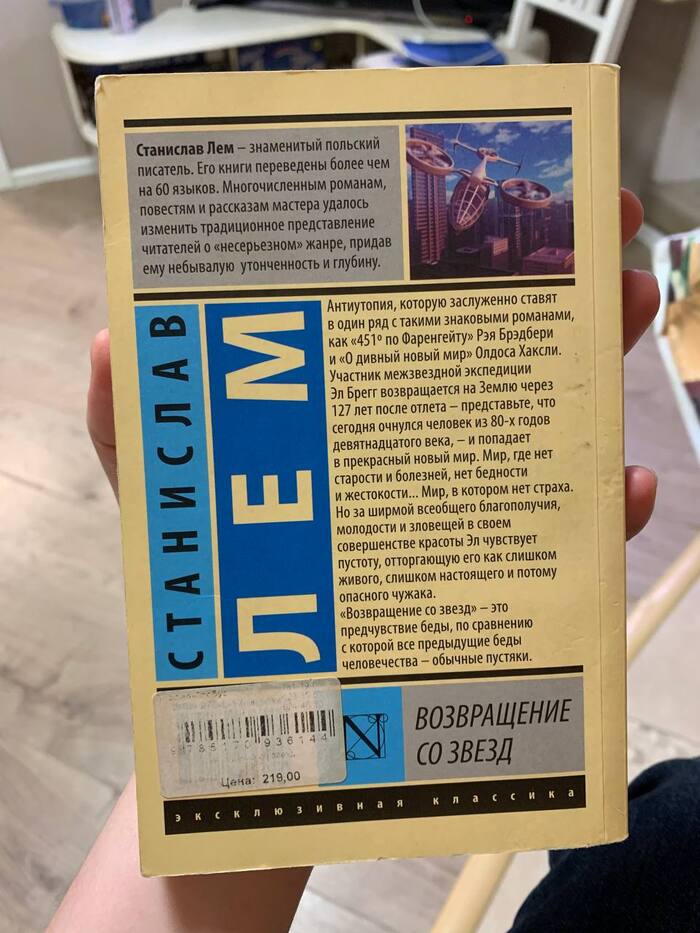 Станислав Лем – знаменитый польский
писатель. Его книги переведены более чем
на 60 языков. Многочисленным романам,
повестям и рассказам мастера удалось
изменить традиционное представление
читателей о «несерьезном» жанре, придав
ему небывалую утонченность и глубину.
СТАНИСЛАВ
ЛЕМ
Антиутопия, которую заслуженно ставят
в один ряд с такими знаковыми романами,
как «451º по Фаренгейту» Рэя Брэдбери
и «О дивный новый мир» Олдоса Хаксли.
Участник межзвездной экспедиции
Эл Брегг возвращается на Землю через
127 лет после отлета – представьте, что
сегодня очнулся человек из 80-х годов
девятнадцатого века, – и попадает
в прекрасный новый мир. Мир, где нет
старости и болезней, нет бедности
и жестокости... Мир, в котором нет страха.
Но за ширмой всеобщего благополучия,
молодости и зловещей в своем
совершенстве красоты Эл чувствует
пустоту, отторгающую его как слишком
живого, слишком настоящего и потому
опасного чужака.
«Возвращение со звезд» – это
предчувствие беды, по сравнению
с которой все предыдущие беды
человечества – обычные пустяки.
9 785170 936144
Цена: 219,00
N
ВОЗВРАЩЕНИЕ
СО ЗВЕЗД
эксклюзивная классика